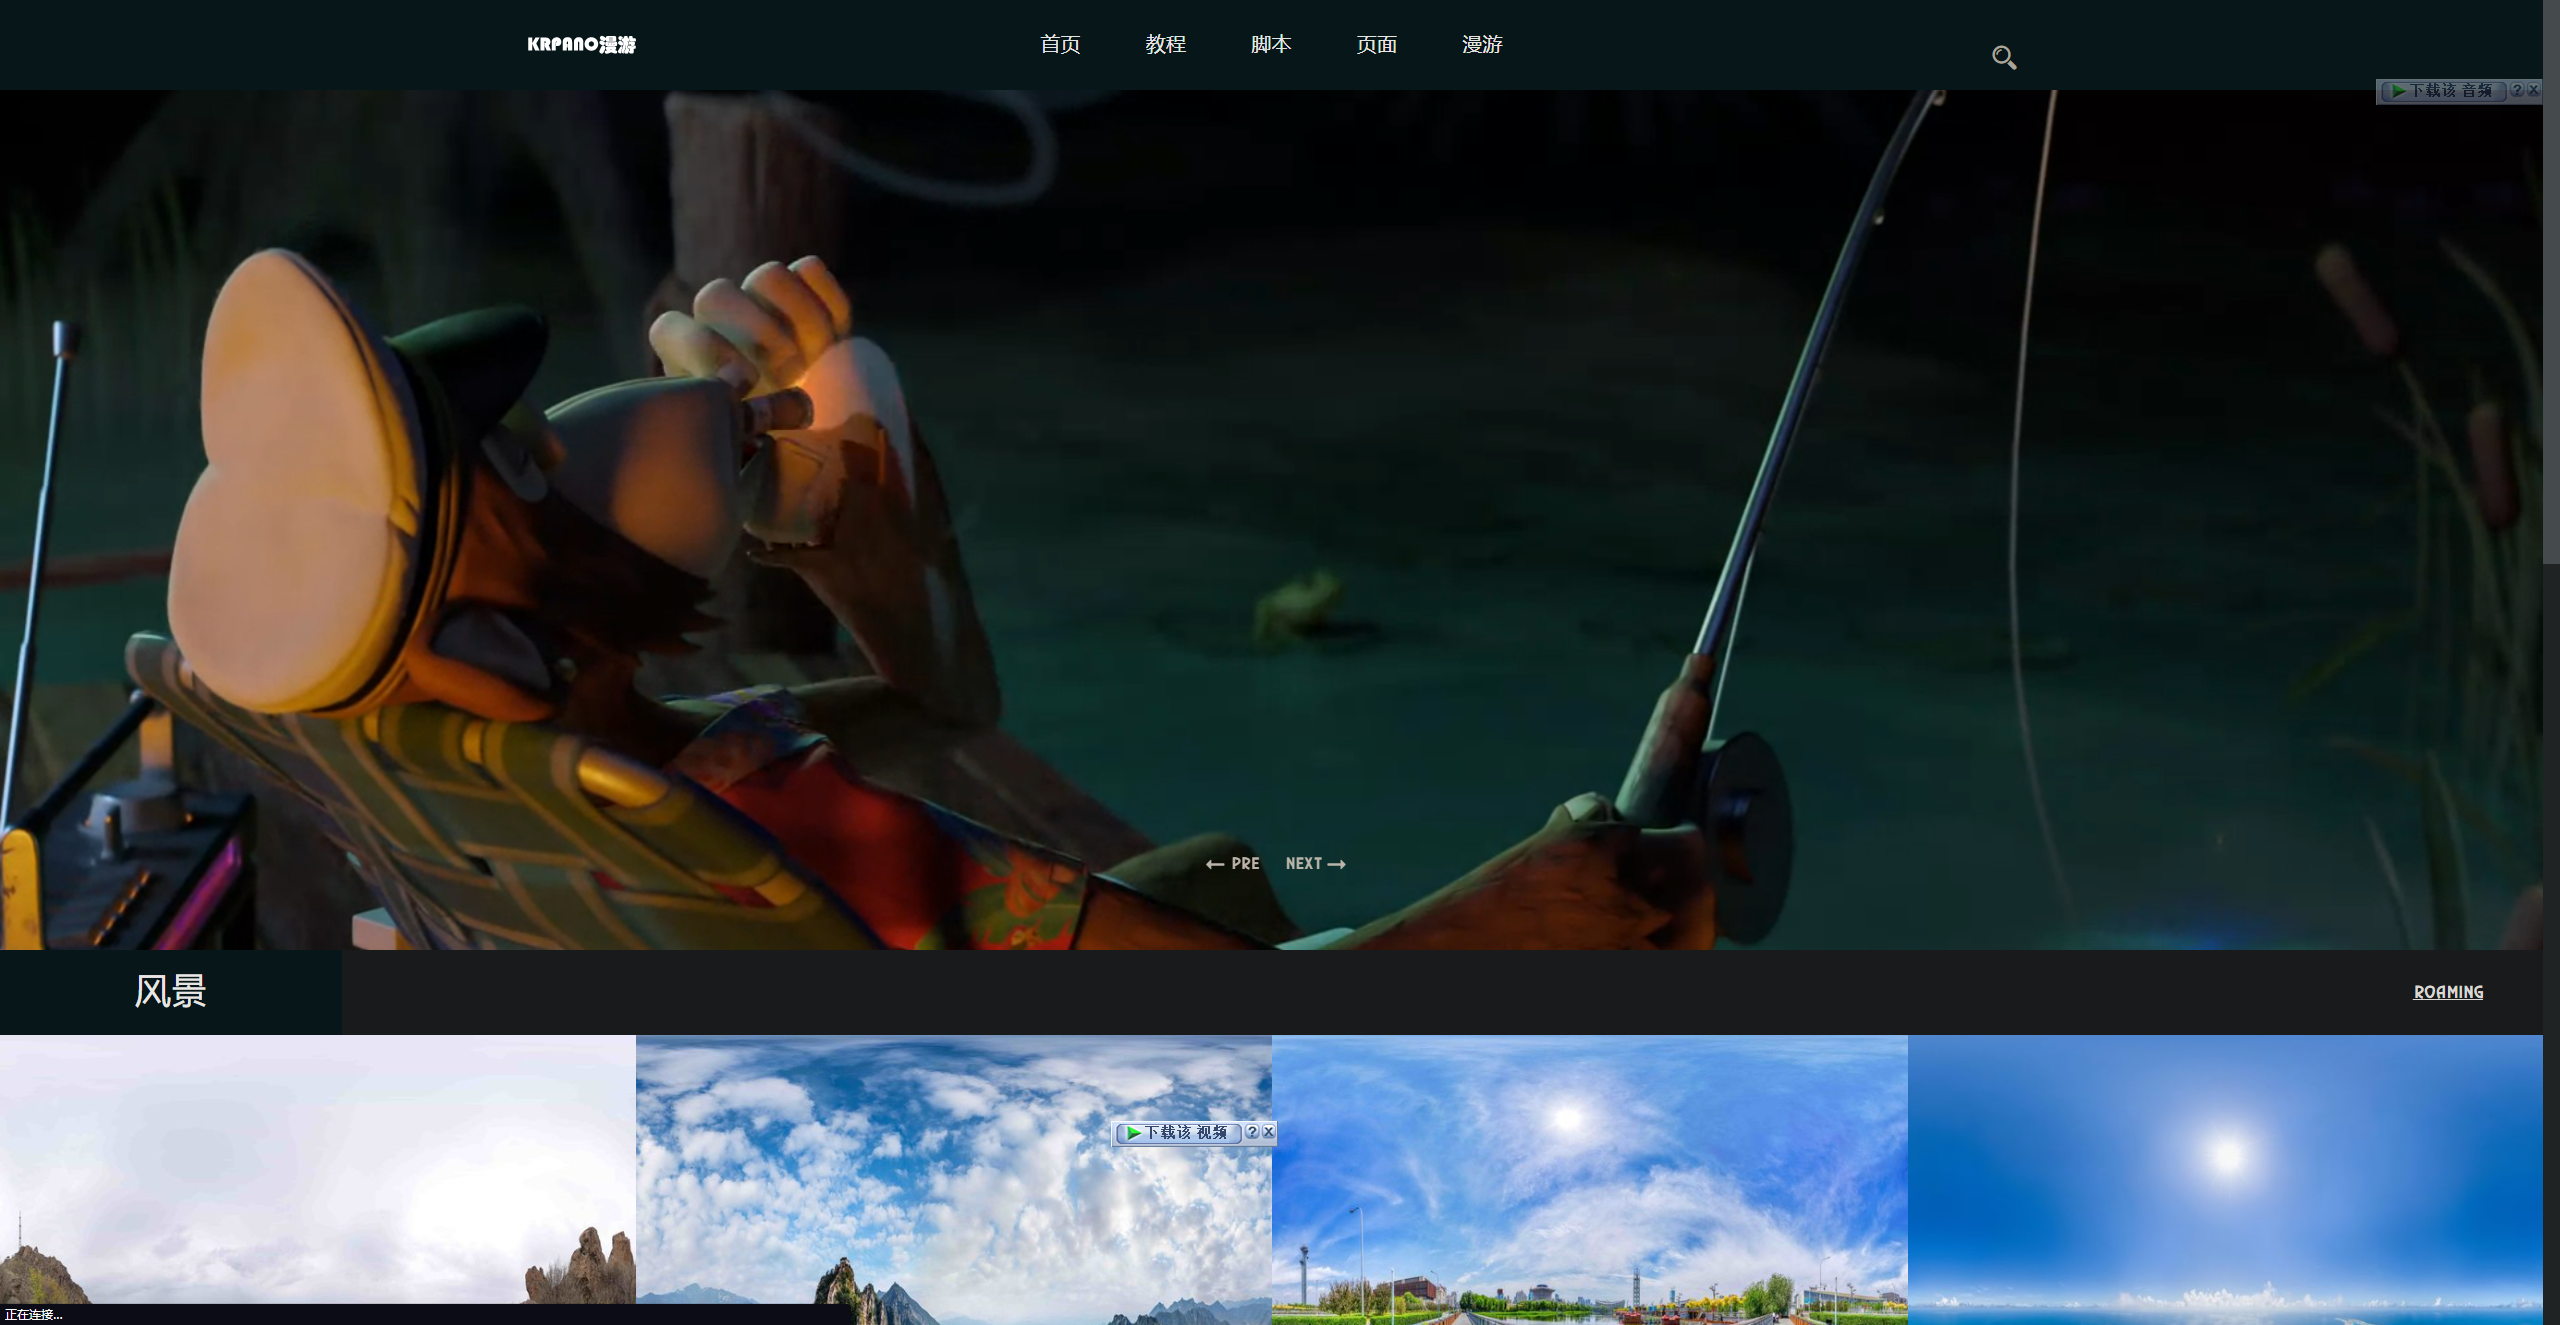 KRPANO漫游
首页 教程 脚本 页面 漫游
下载该 音频 ? X
← PRE NEXT →
风景
ROAMING
下载该 视频 ? X
正在连接...